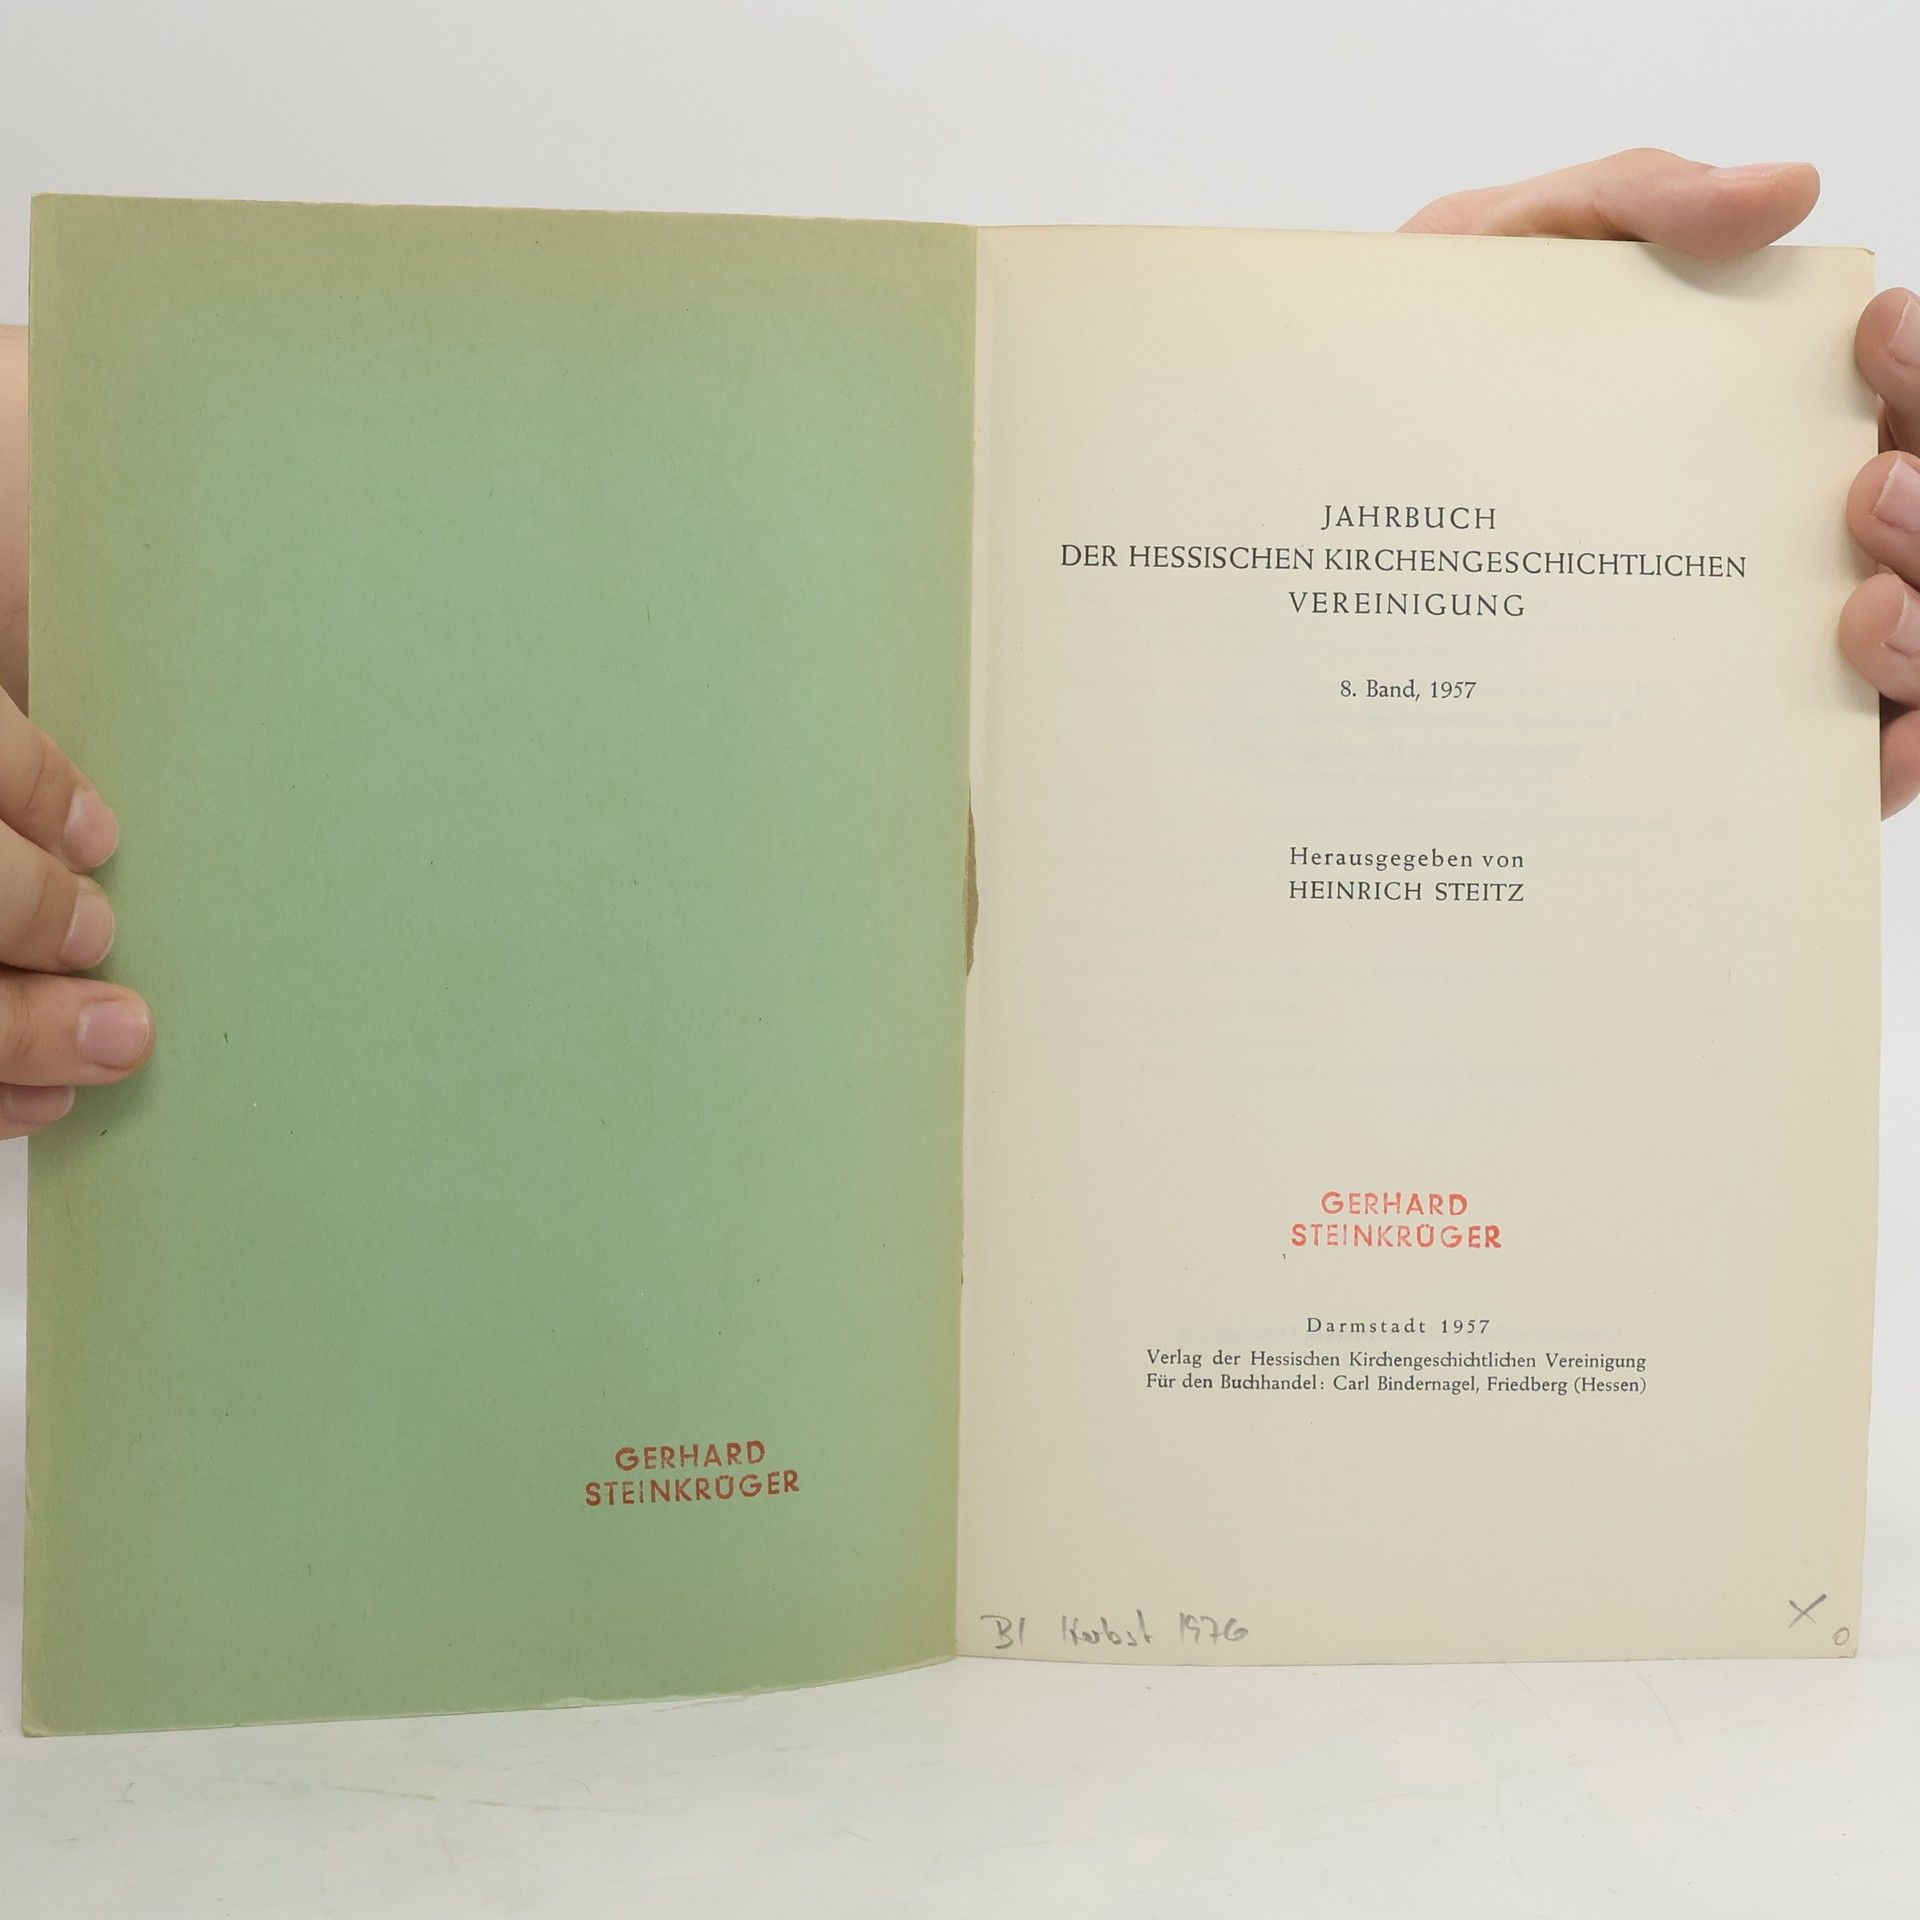 GERHARD
STEINKRÜGER
JAHRBUCH
DER HESSISCHEN KIRCHENGESCHICHTLICHEN
VEREINIGUNG
8. Band, 1957
Herausgegeben von
HEINRICH STEITZ
GERHARD
STEINKRÜGER
Darmstadt 1957
Verlag der Hessischen Kirchengeschichtlichen Vereinigung
Für den Buchhandel: Carl Bindernagel, Friedberg (Hessen)
Herbst 1976